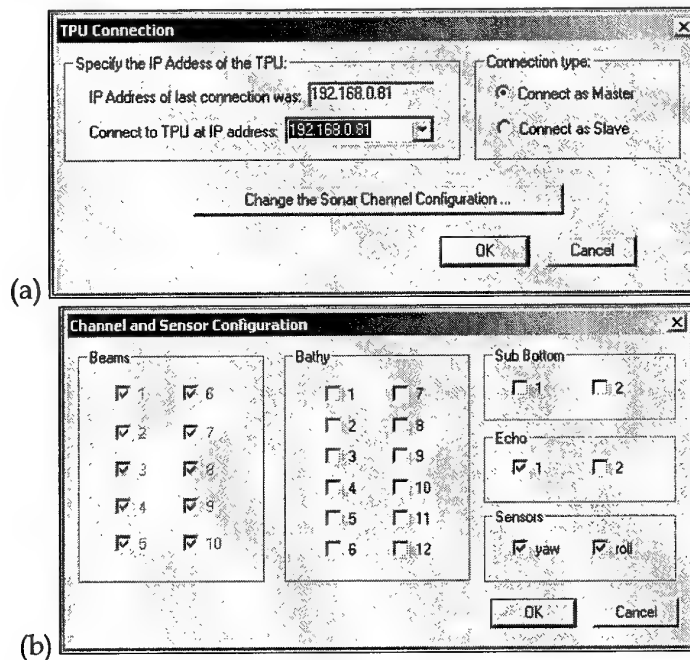 TPU Connection
Specify the IP Addess of the TPU:
IP Address of last connection was: 192.168.0.81
Connect to TPU at IP address: 192.168.0.81
Connection type:
Connect as Master
Connect as Slave
Change the Sonar Channel Configuration ...
OK Cancel
(a)
Channel and Sensor Configuration
Beams
1 6
2 7
3 8
4 9
5 10
Bathy
1 7
2 8
3 9
4 10
5 11
6 12
Sub Bottom
1 2
Echo
1 2
Sensors
yaw roll
OK Cancel
(b)